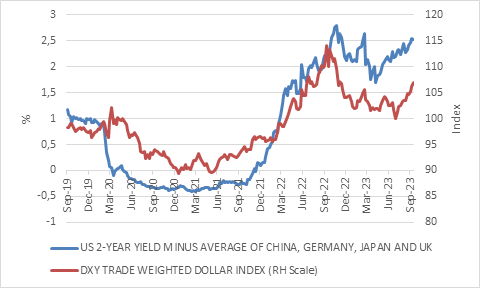 3 120
2,5 115
2 110
1,5 105
1 100
0,5 95
0 90
-0,5 85
-1 80
%
Index
Sep-19 Dec-19 Mar-20 Jun-20 Sep-20 Dec-20 Mar-21 Jun-21 Sep-21 Dec-21 Mar-22 Jun-22 Sep-22 Dec-22 Mar-23 Jun-23 Sep-23
US 2-YEAR YIELD MINUS AVERAGE OF CHINA, GERMANY, JAPAN AND UK
DXY TRADE WEIGHTED DOLLAR INDEX (RH Scale)